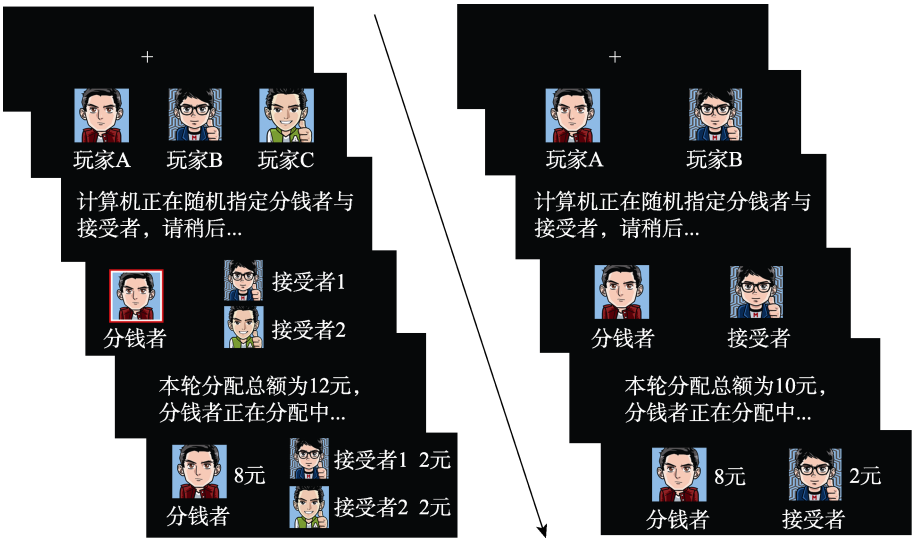 +
玩家A 玩家B 玩家C
计算机正在随机指定分钱者与
接受者，请稍后...
接受者1
接受者2
分钱者
本轮分配总额为12元，
分钱者正在分配中...
8元
接受者1 2元
分钱者
接受者2 2元
+
玩家A 玩家B
计算机正在随机指定分钱者与
接受者，请稍后...
分钱者 接受者
本轮分配总额为10元，
分钱者正在分配中...
8元 2元
分钱者 接受者